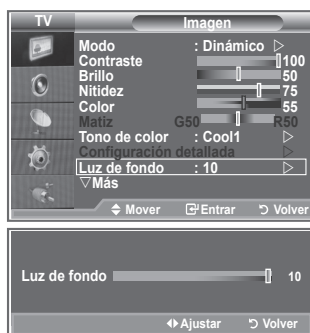 TV Imagen
Modo : Dinámico
Contraste 100
Brillo 50
Nitidez 75
Color 55
Matiz G50 R50
Tono de color : Cool1
Configuración detallada
Luz de fondo : 10
Más
Mover Entrar Volver
Luz de fondo 10
Ajustar Volver